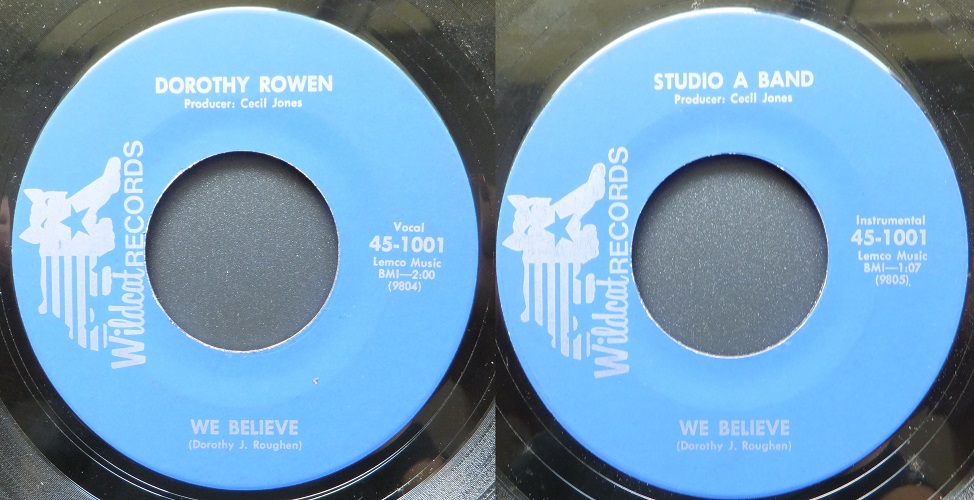 DOROTHY ROWEN
Producer: Cecil Jones
Wildcat RECORDS
Vocal
45-1001
Lemco Music
BMI—2:00
(9804)
WE BELIEVE
(Dorothy J. Roughen)
STUDIO A BAND
Producer: Cecil Jones
Wildcat RECORDS
Instrumental
45-1001
Lemco Music
BMI—1:07
(9805)
WE BELIEVE
(Dorothy J. Roughen)